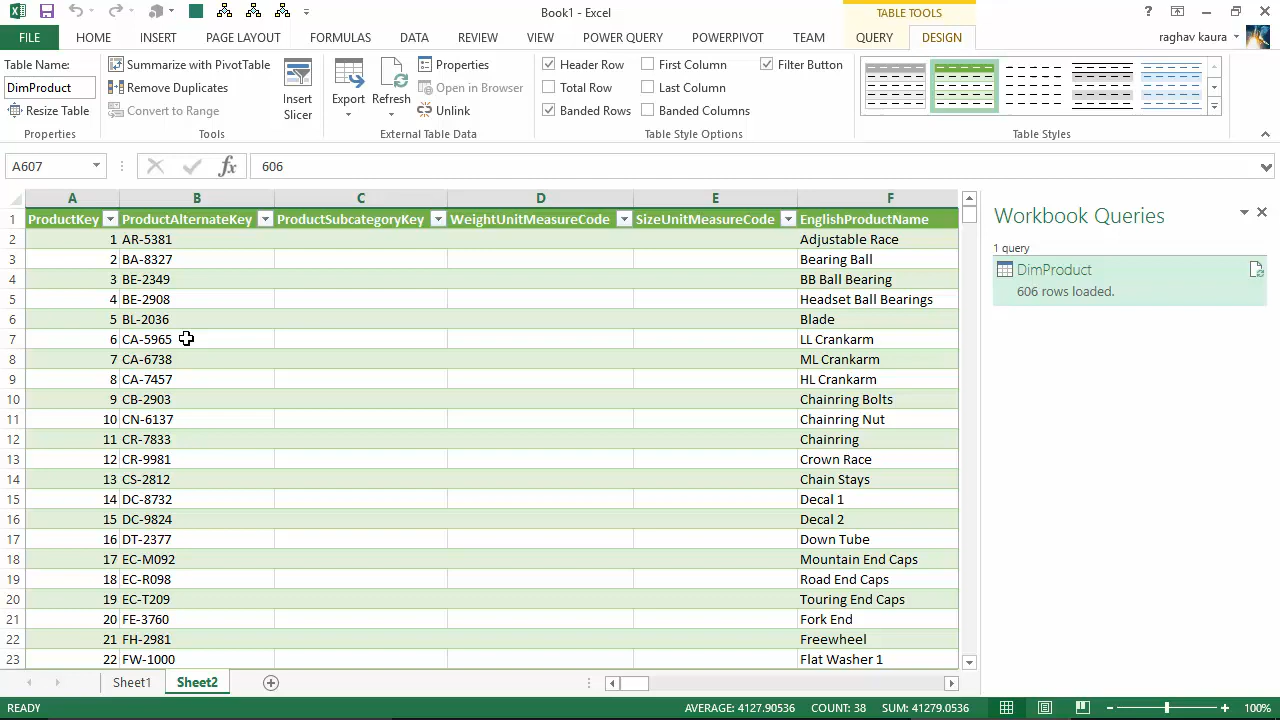 Book1 - Excel
TABLE TOOLS
?
FILE
HOME
INSERT
PAGE LAYOUT
FORMULAS
DATA
REVIEW
VIEW
POWER QUERY
POWERPIVOT
TEAM
QUERY
DESIGN
raghav kaura
Table Name:
DimProduct
Resize Table
Properties
Summarize with PivotTable
Remove Duplicates
Convert to Range
Tools
Insert
Slicer
Export
Refresh
Properties
Open in Browser
Unlink
External Table Data
Header Row
Total Row
Banded Rows
First Column
Last Column
Banded Columns
Filter Button
Table Style Options
Table Styles
A607
fx
606
A B C D E F
1 ProductKey ProductAlternateKey ProductSubcategoryKey WeightUnitMeasureCode SizeUnitMeasureCode EnglishProductName
2 1 AR-5381 Adjustable Race
3 2 BA-8327 Bearing Ball
4 3 BE-2349 BB Ball Bearing
5 4 BE-2908 Headset Ball Bearings
6 5 BL-2036 Blade
7 6 CA-5965 LL Crankarm
8 7 CA-6738 ML Crankarm
9 8 CA-7457 HL Crankarm
10 9 CB-2903 Chainring Bolts
11 10 CN-6137 Chainring Nut
12 11 CR-7833 Chainring
13 12 CR-9981 Crown Race
14 13 CS-2812 Chain Stays
15 14 DC-8732 Decal 1
16 15 DC-9824 Decal 2
17 16 DT-2377 Down Tube
18 17 EC-M092 Mountain End Caps
19 18 EC-R098 Road End Caps
20 19 EC-T209 Touring End Caps
21 20 FE-3760 Fork End
22 21 FH-2981 Freewheel
23 22 FW-1000 Flat Washer 1
Workbook Queries
1 query
DimProduct
606 rows loaded.
Sheet1
Sheet2
READY
AVERAGE: 4127.90536
COUNT: 38
SUM: 41279.0536
100%